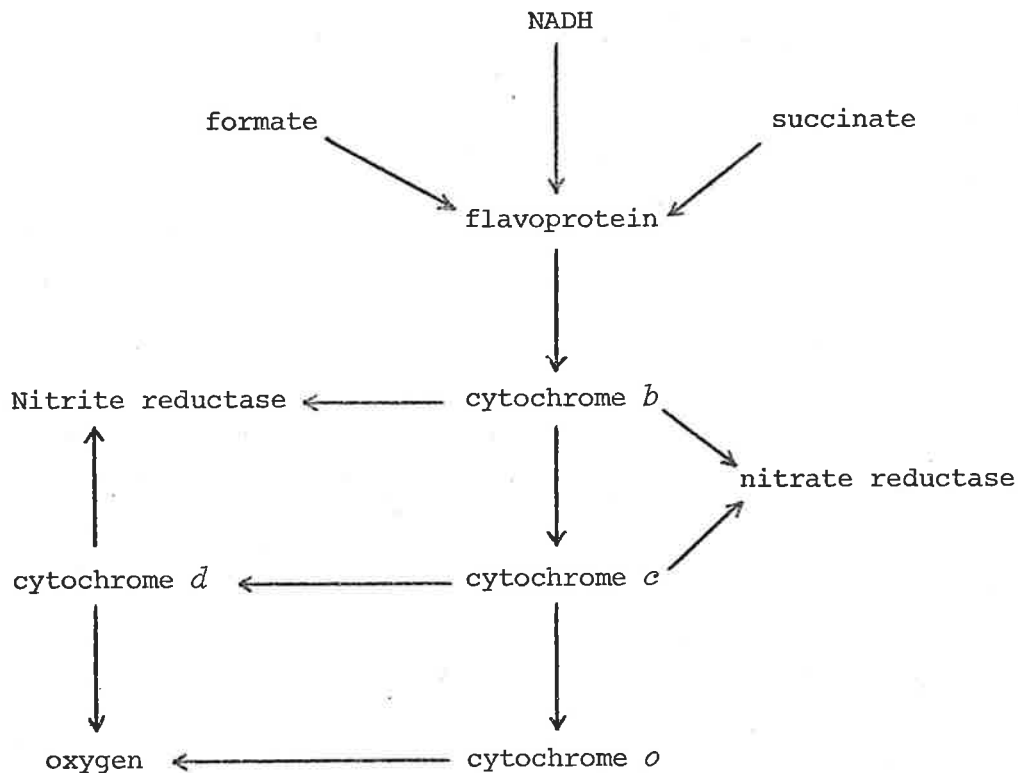 NADH
formate
succinate
flavoprotein
Nitrite reductase
cytochrome b
nitrate reductase
cytochrome d
cytochrome c
oxygen
cytochrome o